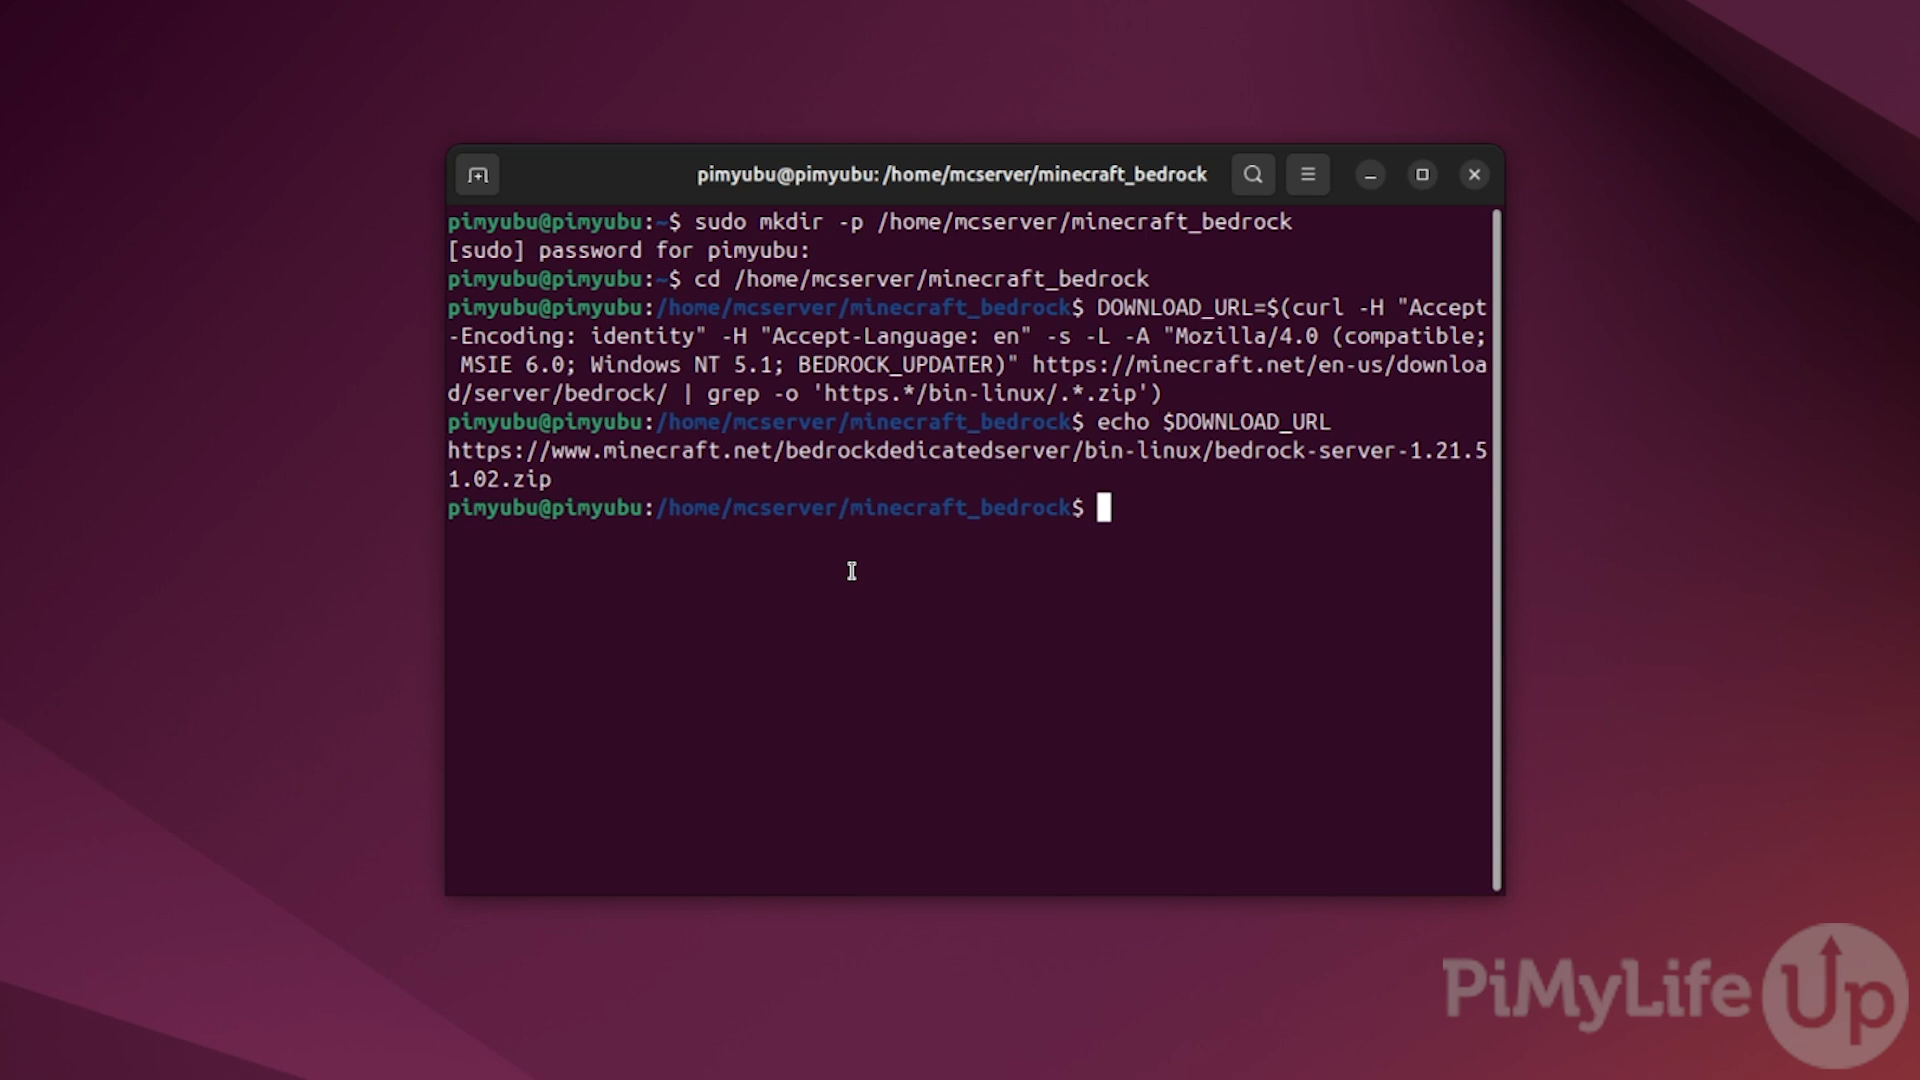 pimyubu@pimyubu: /home/mcserver/minecraft_bedrock
pimyubu@pimyubu:~$ sudo mkdir -p /home/mcserver/minecraft_bedrock
[sudo] password for pimyubu:
pimyubu@pimyubu:~$ cd /home/mcserver/minecraft_bedrock
pimyubu@pimyubu:/home/mcserver/minecraft_bedrock$ DOWNLOAD_URL=$(curl -H "Accept
-Encoding: identity" -H "Accept-Language: en" -s -L -A "Mozilla/4.0 (compatible;
 MSIE 6.0; Windows NT 5.1; BEDROCK_UPDATER)" https://minecraft.net/en-us/downloa
d/server/bedrock/ | grep -o 'https.*/bin-linux/.*.zip')
pimyubu@pimyubu:/home/mcserver/minecraft_bedrock$ echo $DOWNLOAD_URL
https://www.minecraft.net/bedrockdedicatedserver/bin-linux/bedrock-server-1.21.5
1.02.zip
pimyubu@pimyubu:/home/mcserver/minecraft_bedrock$
PiMyLifeUp